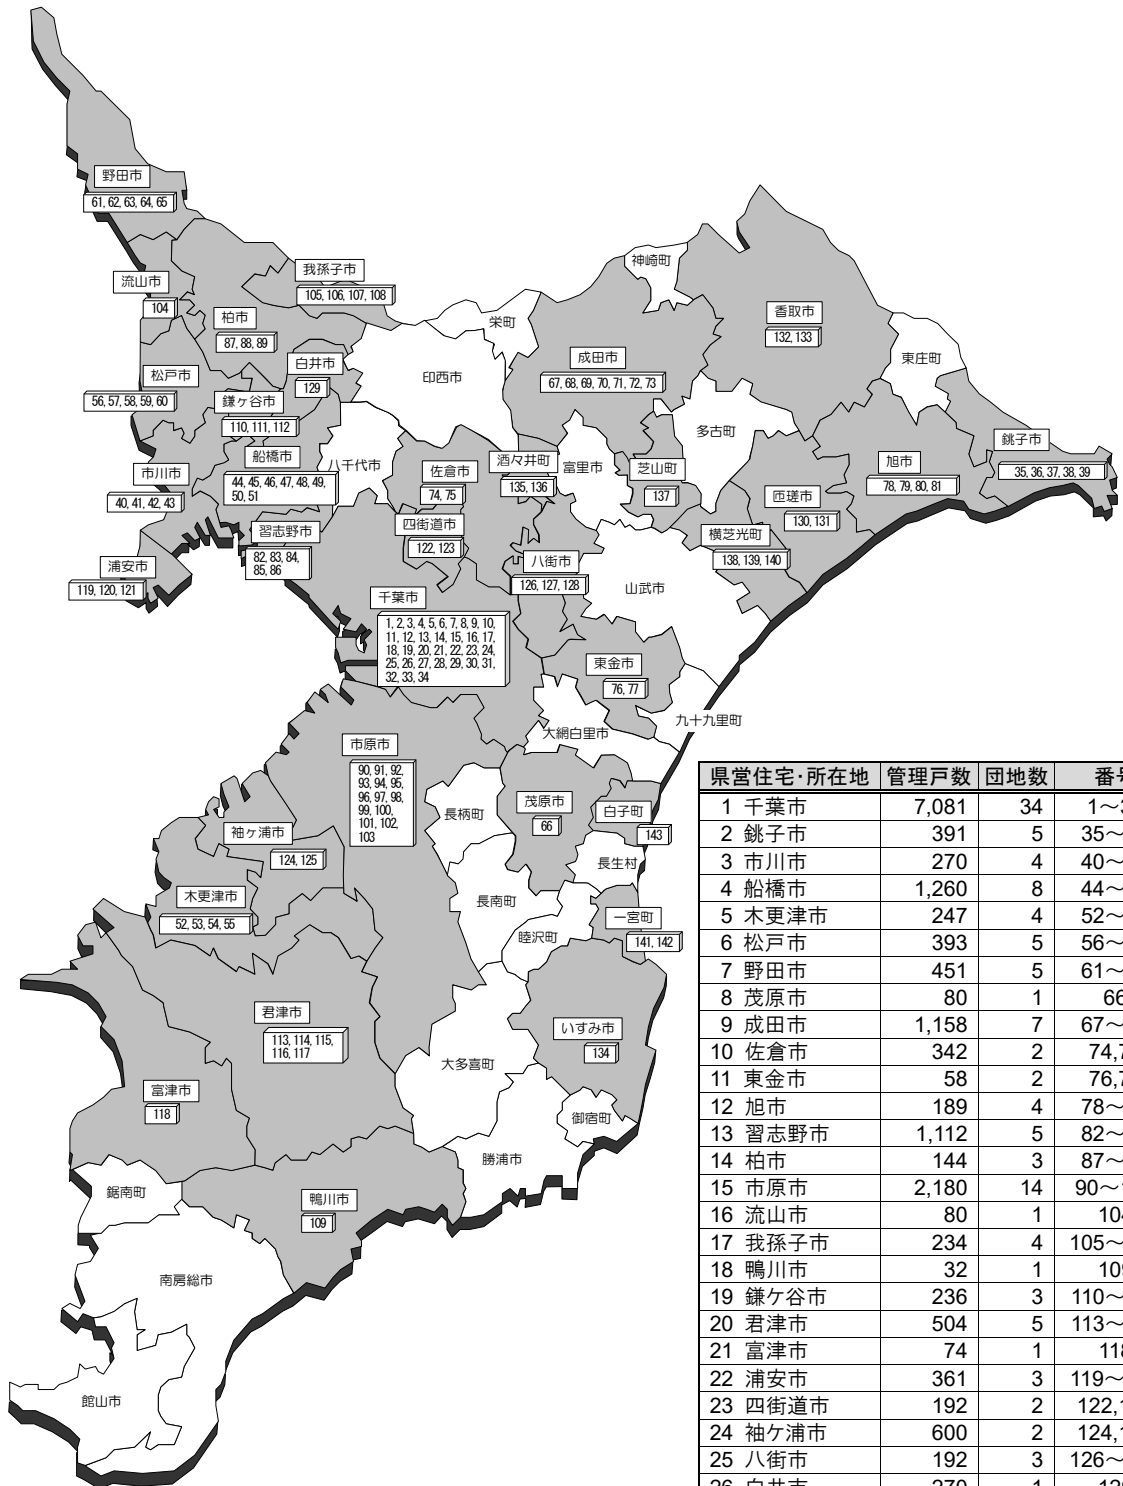 野田市
61, 62, 63, 64, 65
流山市
104
我孫子市
105, 106, 107, 108
柏市
87, 88, 89
松戸市
56, 57, 58, 59, 60
白井市
129
鎌ヶ谷市
110, 111, 112
船橋市
44, 45, 46, 47, 48, 49,
50, 51
市川市
40, 41, 42, 43
習志野市
82, 83, 84,
85, 86
浦安市
119, 120, 121
印西市
栄町
神崎町
成田市
67, 68, 69, 70, 71, 72, 73
香取市
132, 133
東庄町
銚子市
35, 36, 37, 38, 39
旭市
78, 79, 80, 81
匝瑳市
130, 131
多古町
芝山町
137
横芝光町
138, 139, 140
富里市
酒々井町
135, 136
佐倉市
74, 75
八千代市
四街道市
122, 123
八街市
126, 127, 128
山武市
千葉市
1, 2, 3, 4, 5, 6, 7, 8, 9, 10,
11, 12, 13, 14, 15, 16, 17,
18, 19, 20, 21, 22, 23, 24,
25, 26, 27, 28, 29, 30, 31,
32, 33, 34
東金市
76, 77
九十九里町
大網白里市
市原市
90, 91, 92,
93, 94, 95,
96, 97, 98,
99, 100,
101, 102,
103
長柄町
茂原市
66
白子町
143
長生村
袖ヶ浦市
124, 125
木更津市
52, 53, 54, 55
長南町
睦沢町
一宮町
141, 142
君津市
113, 114, 115,
116, 117
いすみ市
134
大多喜町
富津市
118
御宿町
勝浦市
鋸南町
鴨川市
109
南房総市
館山市
県営住宅・所在地 管理戸数 団地数 番
1 千葉市 7,081 34 1～
2 銚子市 391 5 35～
3 市川市 270 4 40～
4 船橋市 1,260 8 44～
5 木更津市 247 4 52～
6 松戸市 393 5 56～
7 野田市 451 5 61～
8 茂原市 80 1 66
9 成田市 1,158 7 67～
10 佐倉市 342 2 74,
11 東金市 58 2 76,
12 旭市 189 4 78～
13 習志野市 1,112 5 82～
14 柏市 144 3 87～
15 市原市 2,180 14 90～
16 流山市 80 1 104
17 我孫子市 234 4 105～
18 鴨川市 32 1 109
19 鎌ケ谷市 236 3 110～
20 君津市 504 5 113～
21 富津市 74 1 118
22 浦安市 361 3 119～
23 四街道市 192 2 122,
24 袖ケ浦市 600 2 124,
25 八街市 192 3 126～